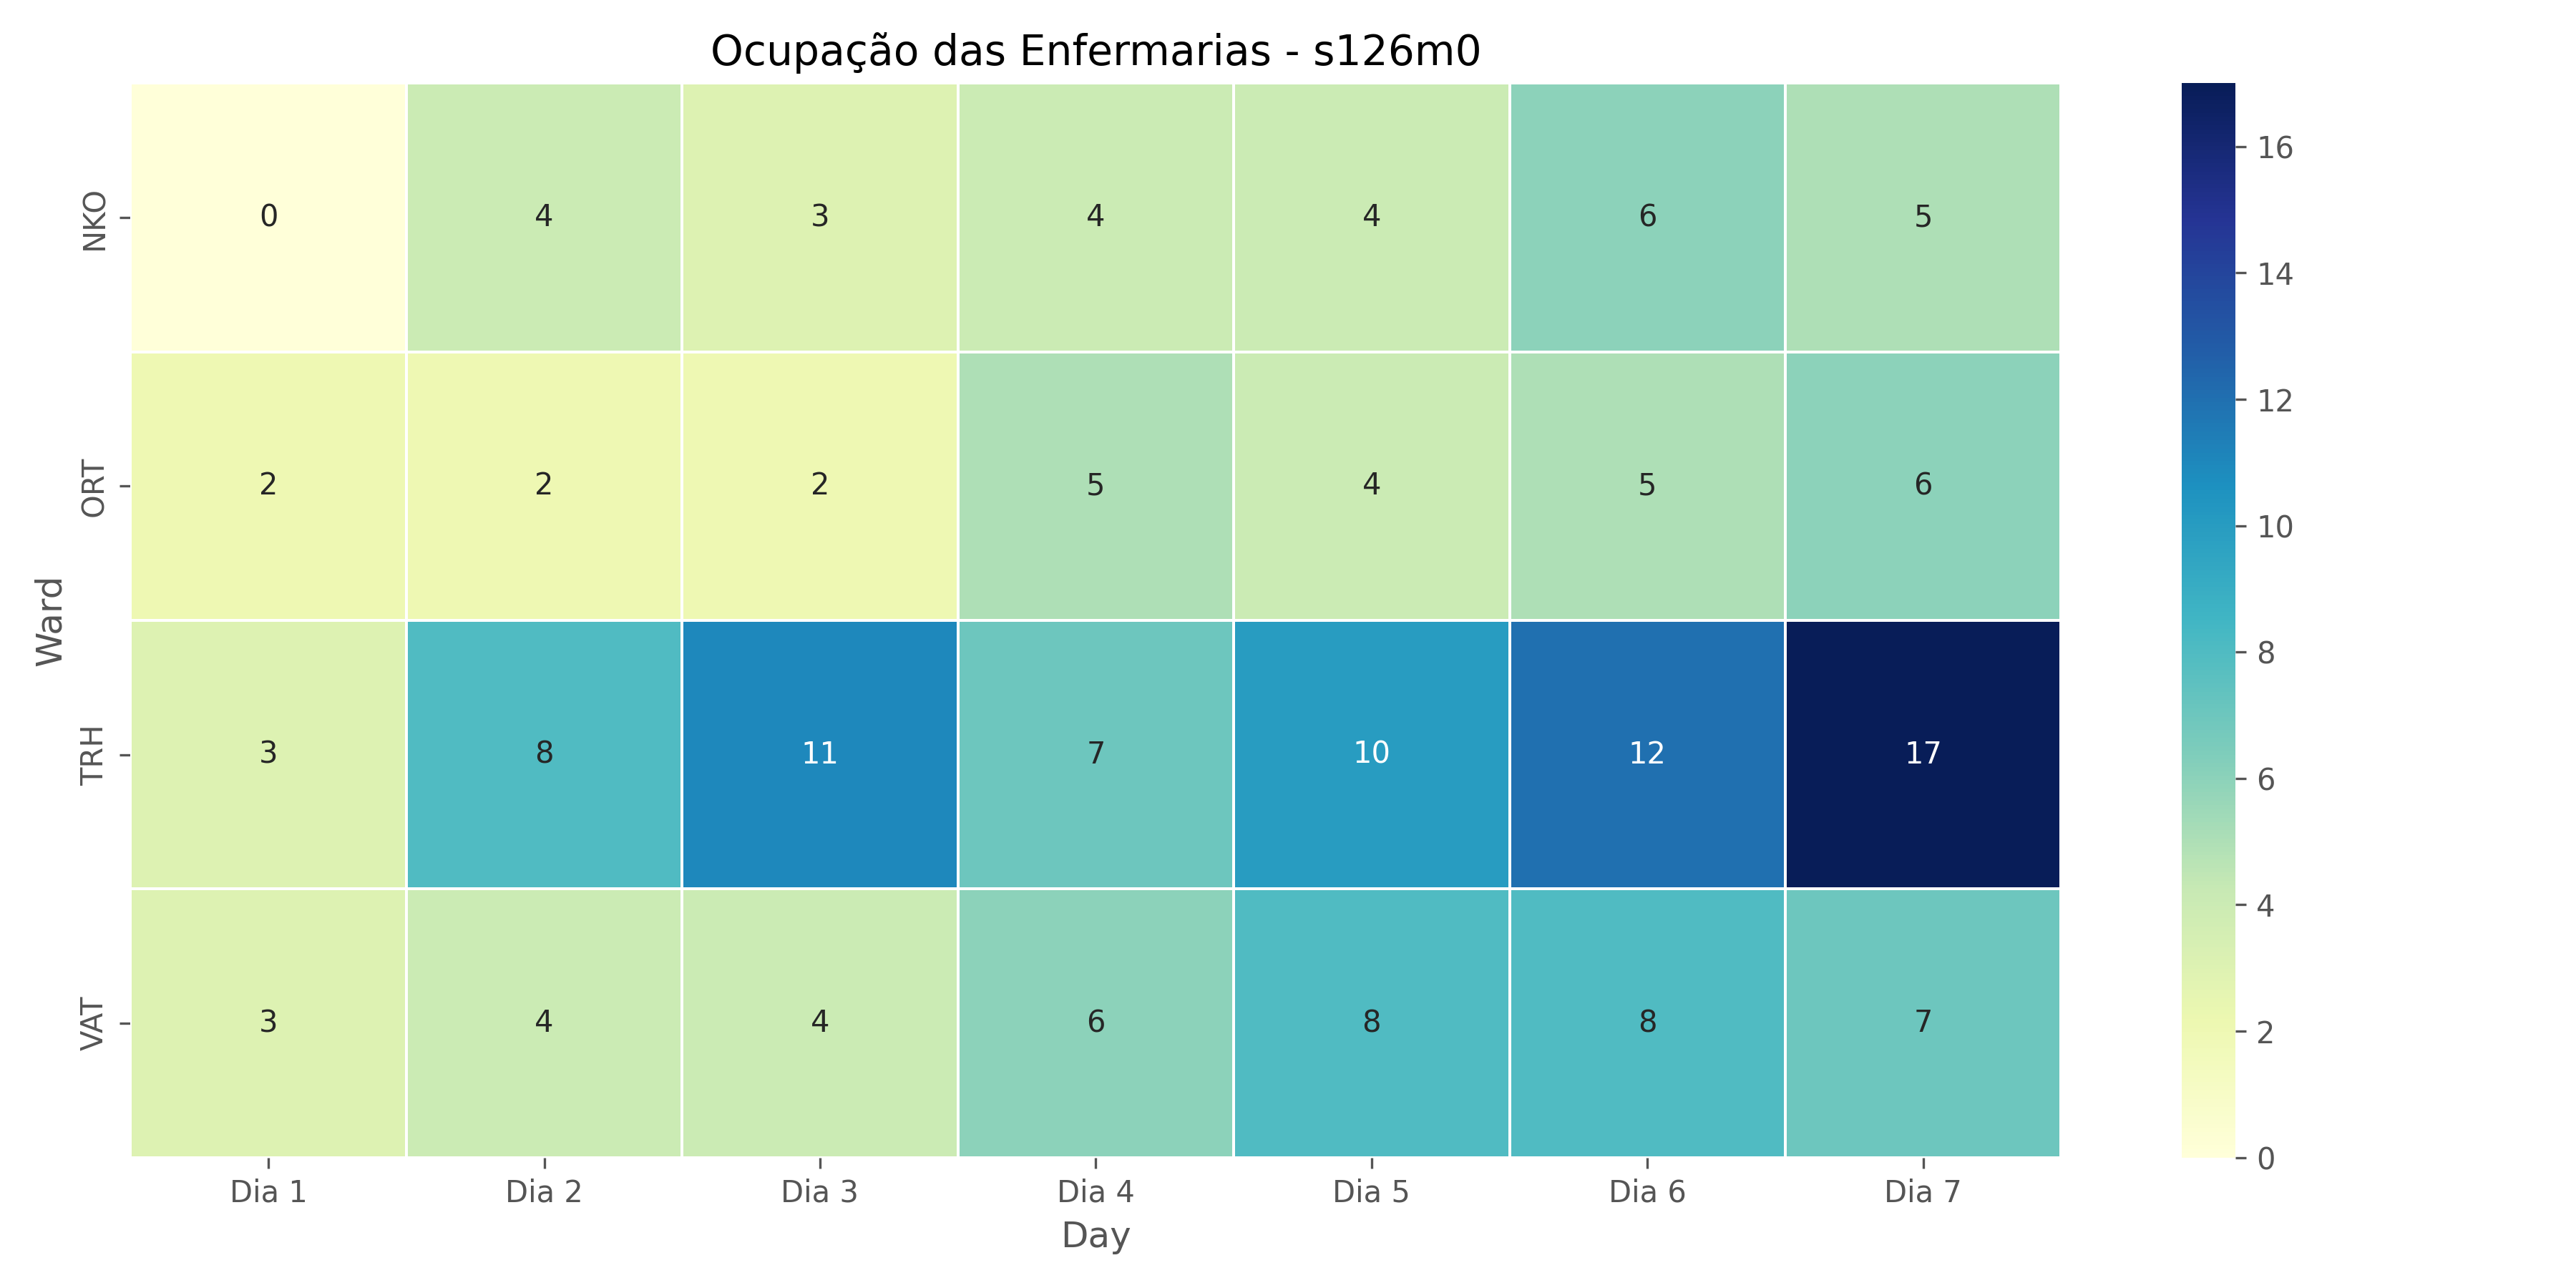 Ocupação das Enfermarias - s126m0
Ward
NKO 0 4 3 4 4 6 5
ORT 2 2 2 5 4 5 6
TRH 3 8 11 7 10 12 17
VAT 3 4 4 6 8 8 7
Dia 1 Dia 2 Dia 3 Dia 4 Dia 5 Dia 6 Dia 7
Day
16
14
12
10
8
6
4
2
0